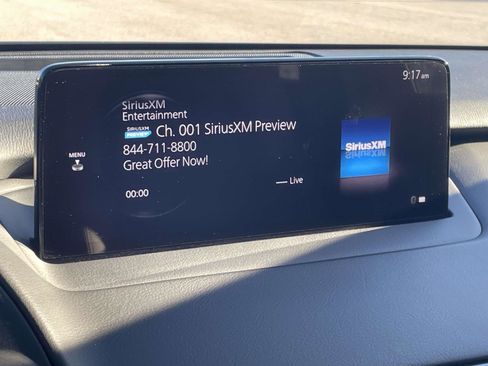 9:17 am
SiriusXM
Entertainment
SIRIUSXM PREVIEW Ch. 001 SiriusXM Preview
844-711-8800
Great Offer Now!
MENU
00:00
Live
SiriusXM